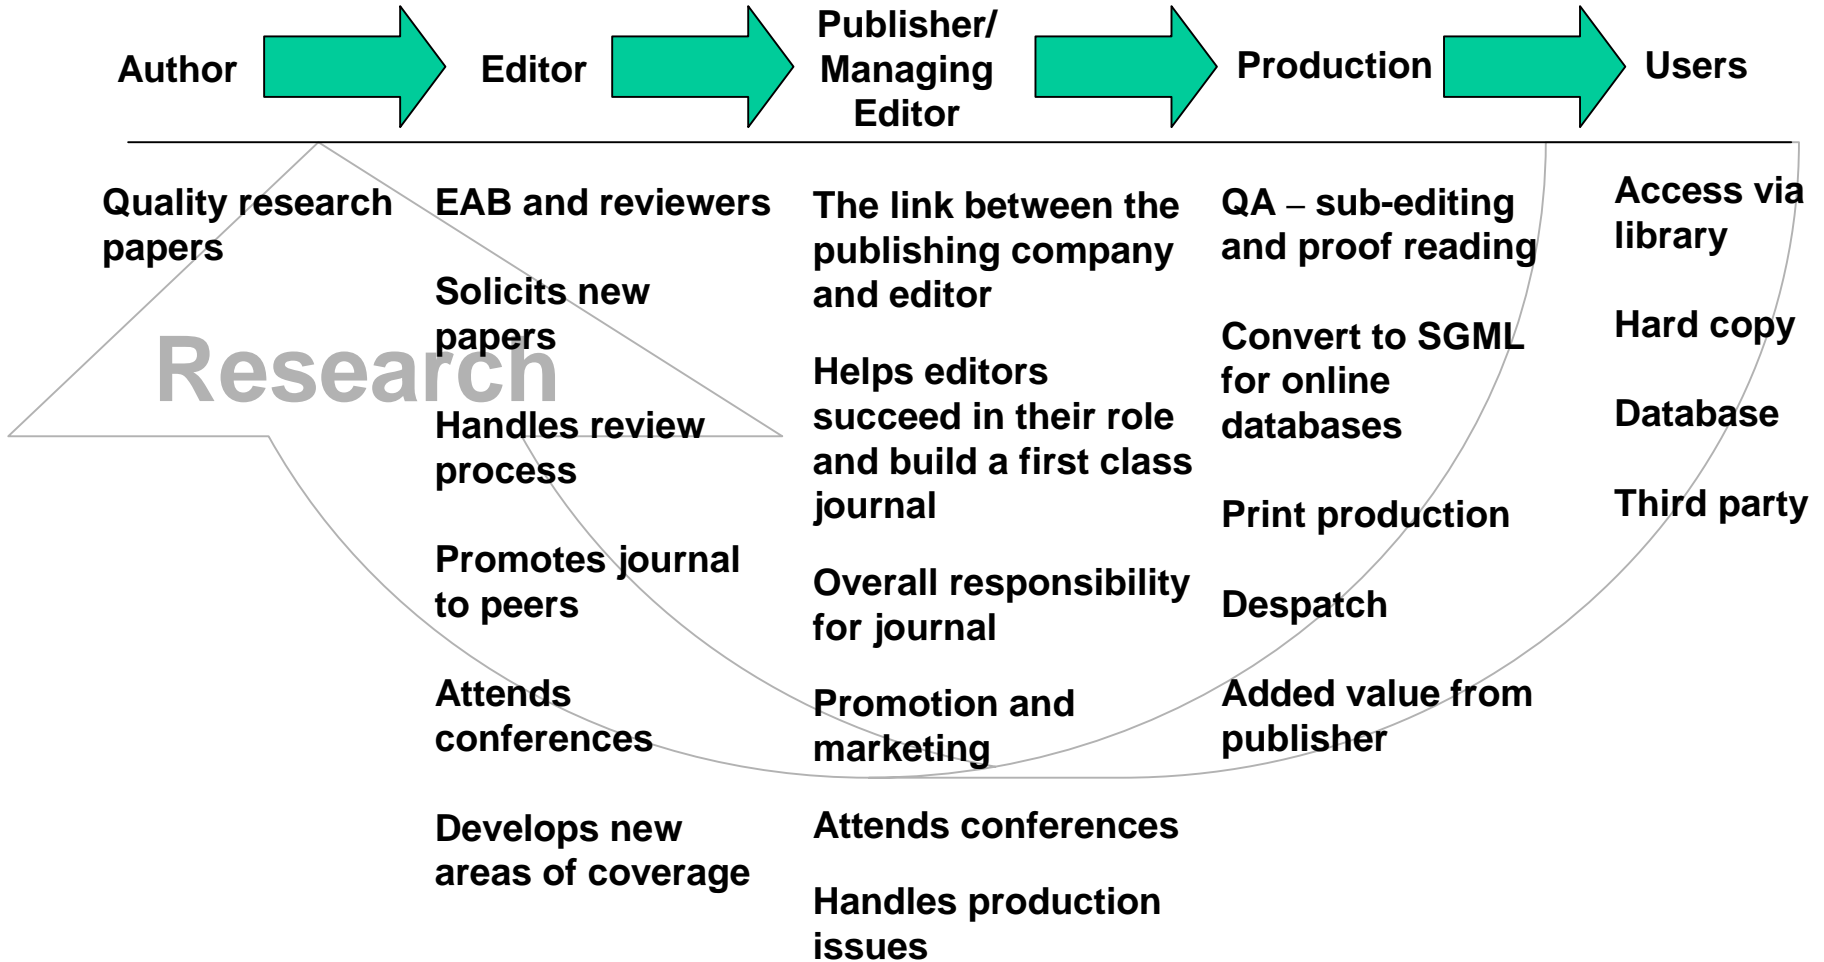 Author
Editor
Publisher/
Managing
Editor
Production
Users
Quality research
papers
EAB and reviewers
Solicits new
papers
Handles review
process
Promotes journal
to peers
Attends
conferences
Develops new
areas of coverage
The link between the
publishing company
and editor
Helps editors
succeed in their role
and build a first class
journal
Overall responsibility
for journal
Promotion and
marketing
Attends conferences
Handles production
issues
QA – sub-editing
and proof reading
Convert to SGML
for online
databases
Print production
Despatch
Added value from
publisher
Access via
library
Hard copy
Database
Third party
Research